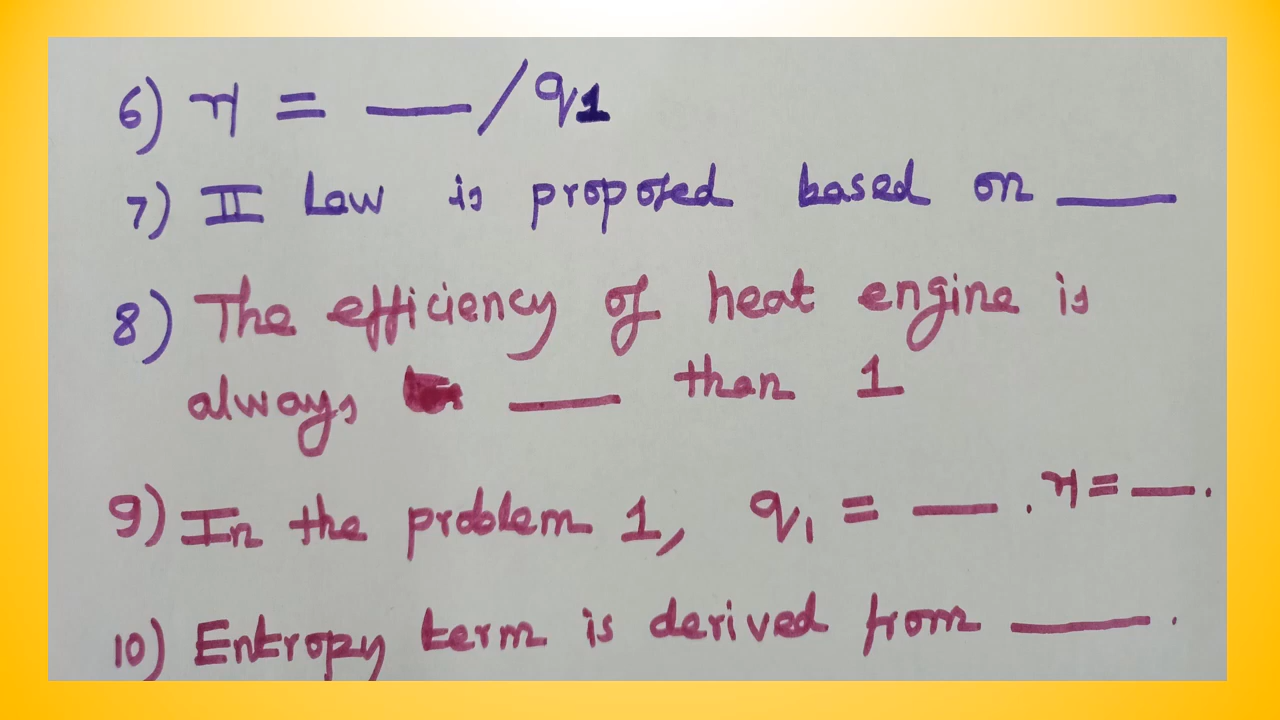 6) η = ___ / q1
7) II Law is proposed based on ___
8) The efficiency of heat engine is
always ___ than 1
9) In the problem 1, q₁ = ___ . η = ___ .
10) Entropy term is derived from ___ .